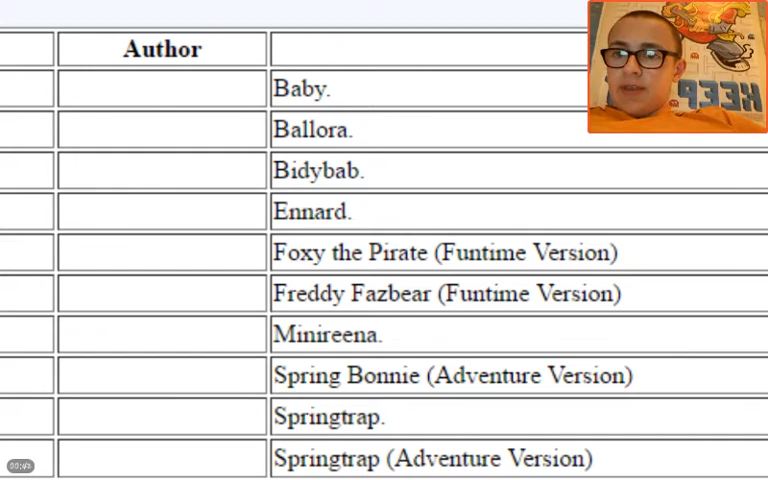 Author
Baby.
Ballora.
Bidybab.
Ennard.
Foxy the Pirate (Funtime Version)
Freddy Fazbear (Funtime Version)
Minireena.
Spring Bonnie (Adventure Version)
Springtrap.
Springtrap (Adventure Version)
KEEP